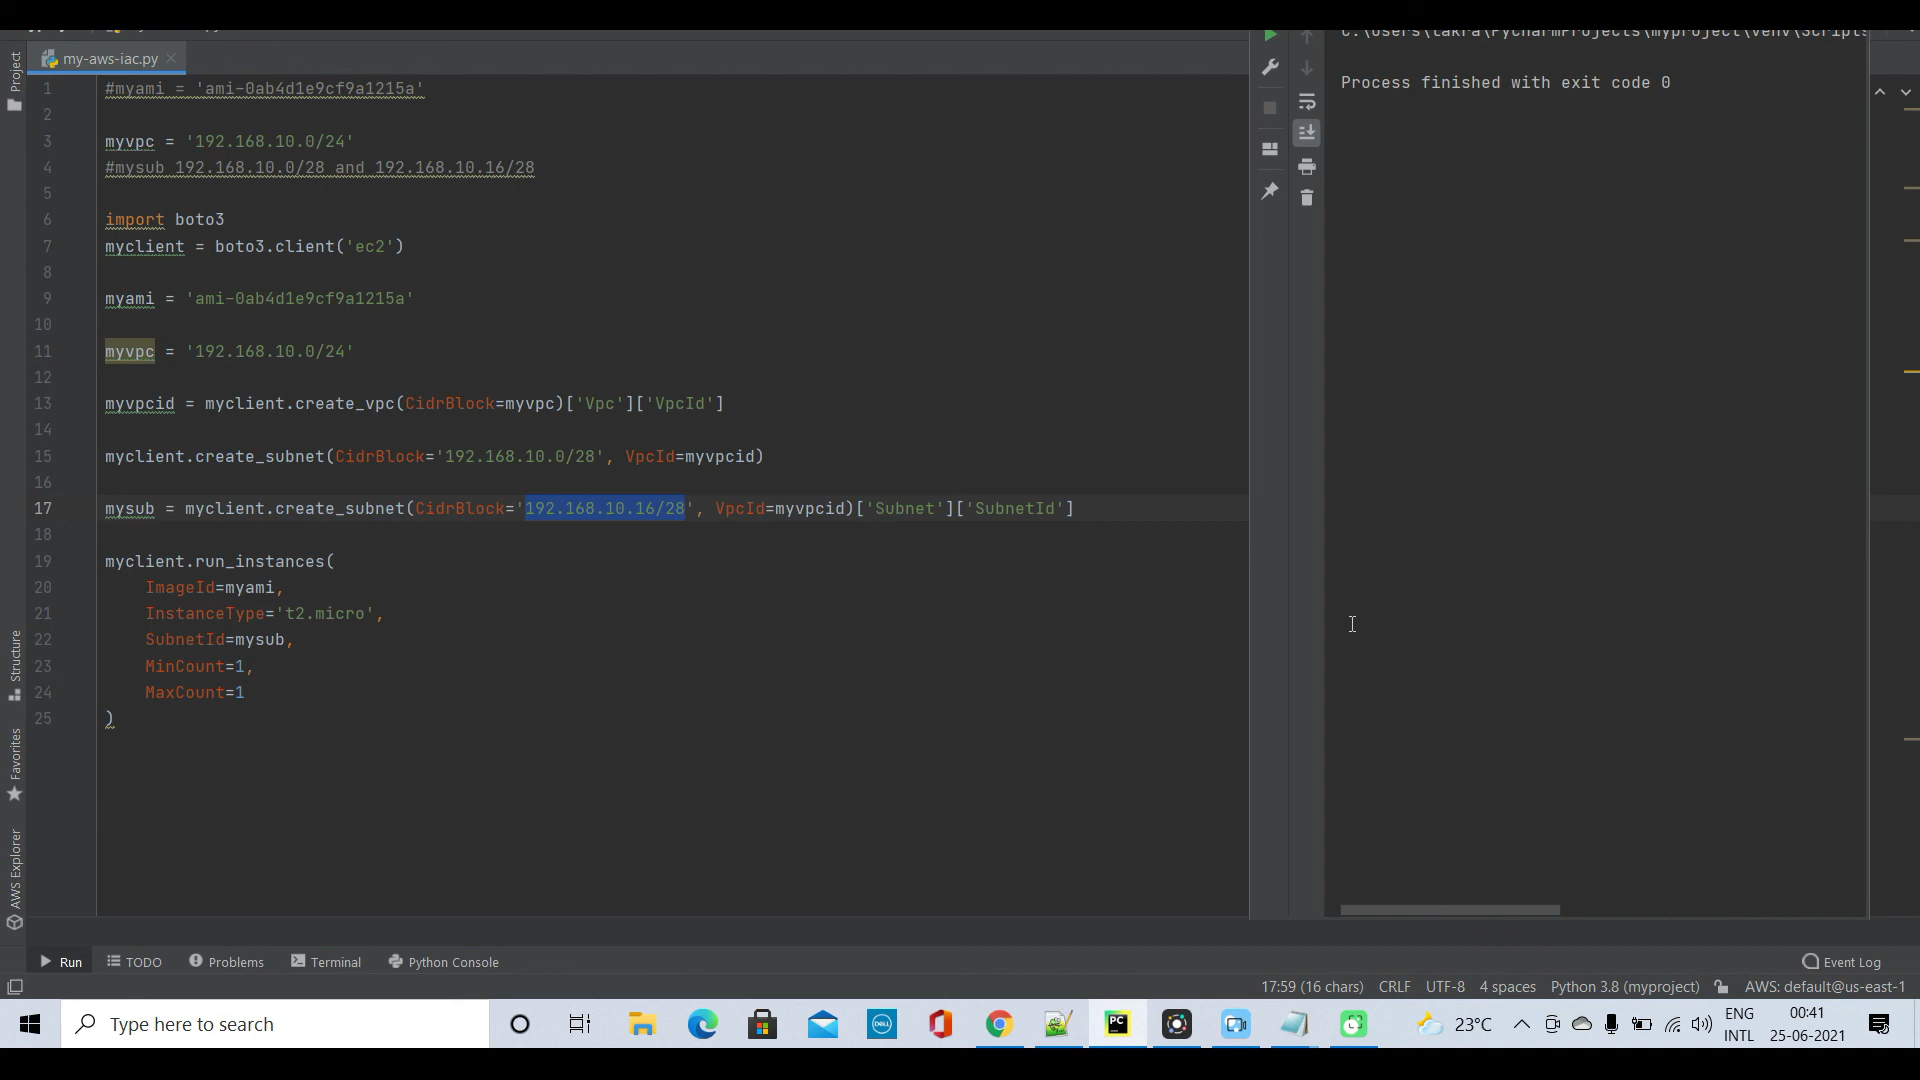 Project
my-aws-iac.py
1 #myami = 'ami-0ab4d1e9cf9a1215a'
2
3 myvpc = '192.168.10.0/24'
4 #mysub 192.168.10.0/28 and 192.168.10.16/28
5
6 import boto3
7 myclient = boto3.client('ec2')
8
9 myami = 'ami-0ab4d1e9cf9a1215a'
10
11 myvpc = '192.168.10.0/24'
12
13 myvpcid = myclient.create_vpc(CidrBlock=myvpc)['Vpc']['VpcId']
14
15 myclient.create_subnet(CidrBlock='192.168.10.0/28', VpcId=myvpcid)
16
17 mysub = myclient.create_subnet(CidrBlock='192.168.10.16/28', VpcId=myvpcid)['Subnet']['SubnetId']
18
19 myclient.run_instances(
20 ImageId=myami,
21 InstanceType='t2.micro',
22 SubnetId=mysub,
23 MinCount=1,
24 MaxCount=1
25 )
Structure
Favorites
AWS Explorer
C:\Users\takra\PycharmProjects\myproject\venv\Scripts
Process finished with exit code 0
Run TODO Problems Terminal Python Console Event Log
17:59 (16 chars) CRLF UTF-8 4 spaces Python 3.8 (myproject) AWS: default@us-east-1
Type here to search
DELL
PC
23°C
ENG
INTL
00:41
25-06-2021